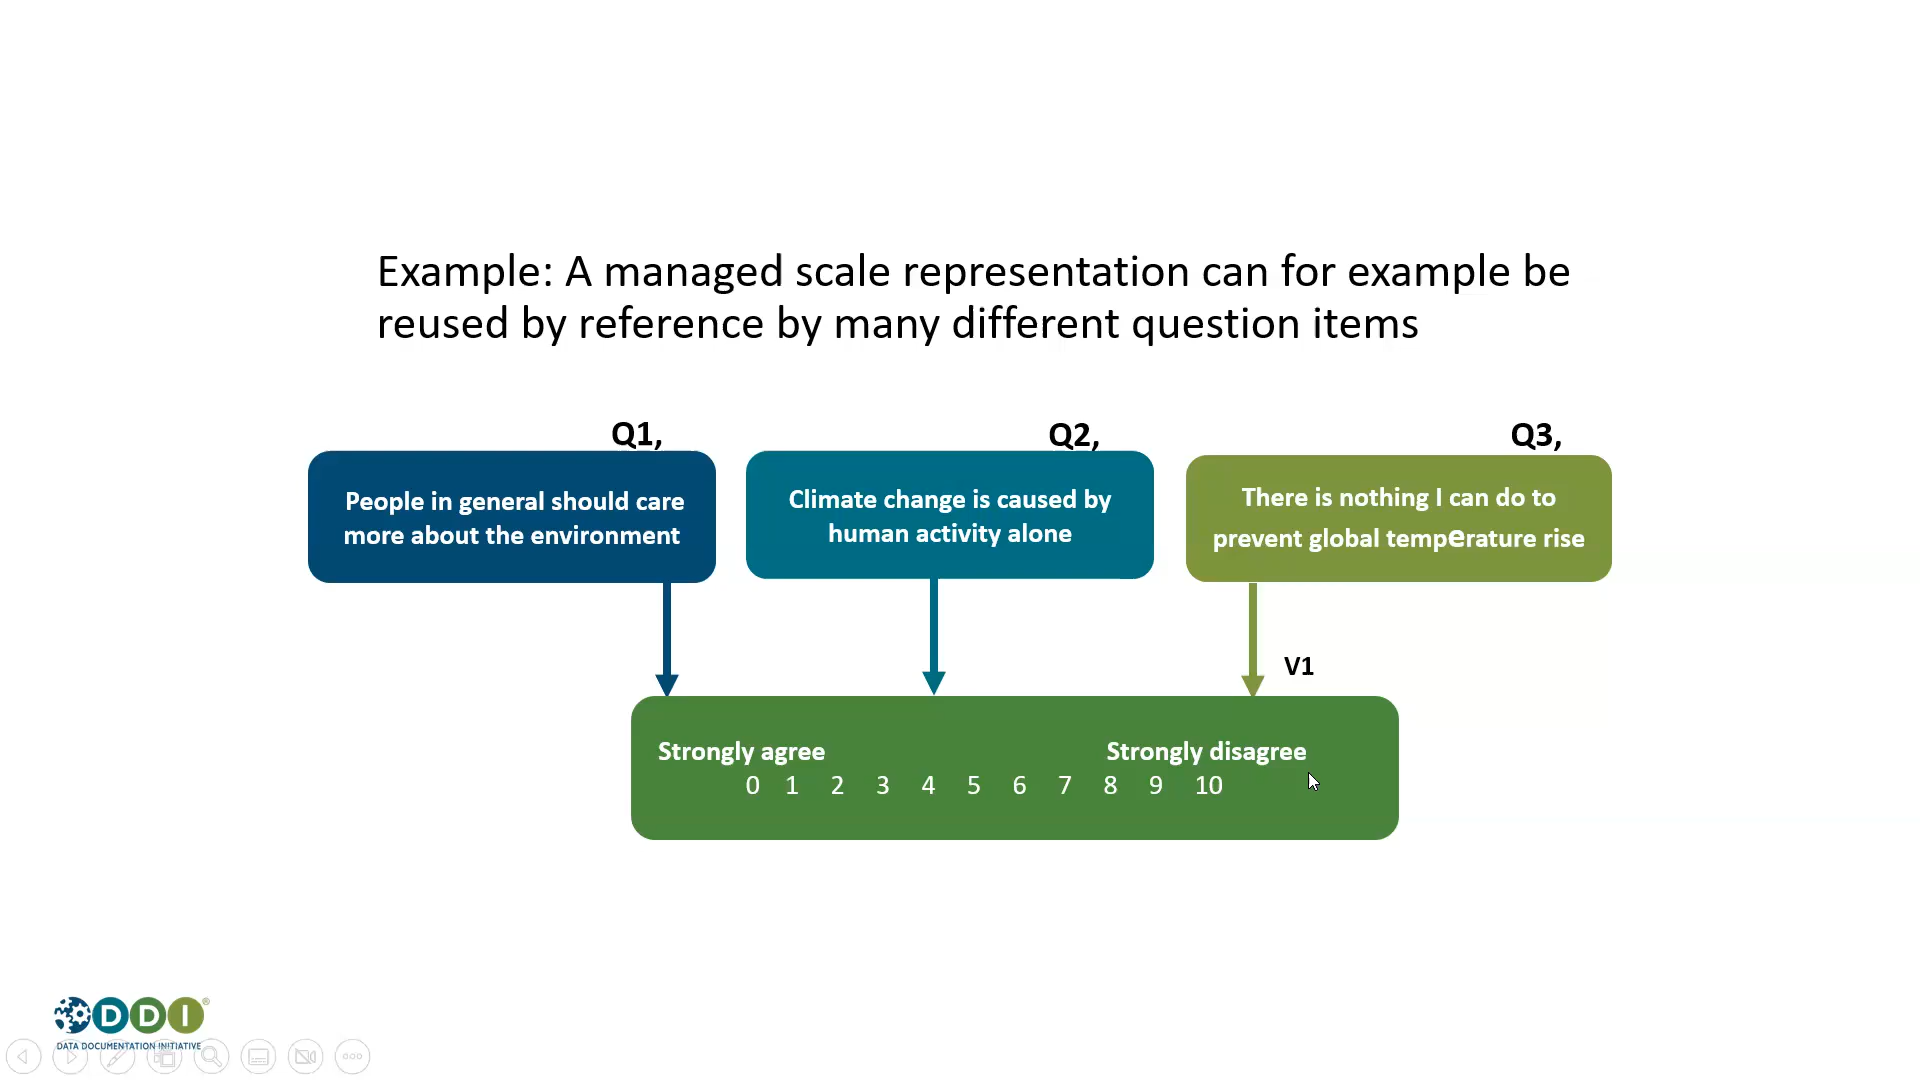 Example: A managed scale representation can for example be
reused by reference by many different question items
Q1,
Q2,
Q3,
People in general should care
more about the environment
Climate change is caused by
human activity alone
There is nothing I can do to
prevent global temperature rise
V1
Strongly agree
Strongly disagree
0 1 2 3 4 5 6 7 8 9 10
DDI®
DATA DOCUMENTATION INITIATIVE